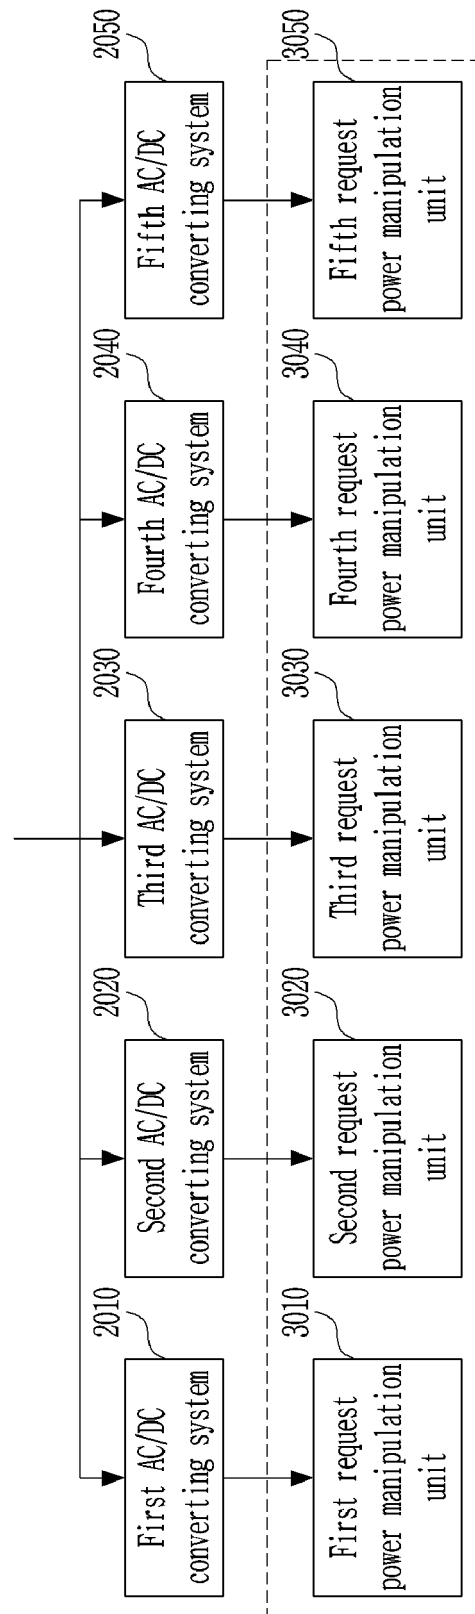 2010
First AC/DC
converting system
2020
Second AC/DC
converting system
2030
Third AC/DC
converting system
2040
Fourth AC/DC
converting system
2050
Fifth AC/DC
converting system
3010
First request
power manipulation
unit
3020
Second request
power manipulation
unit
3030
Third request
power manipulation
unit
3040
Fourth request
power manipulation
unit
3050
Fifth request
power manipulation
unit